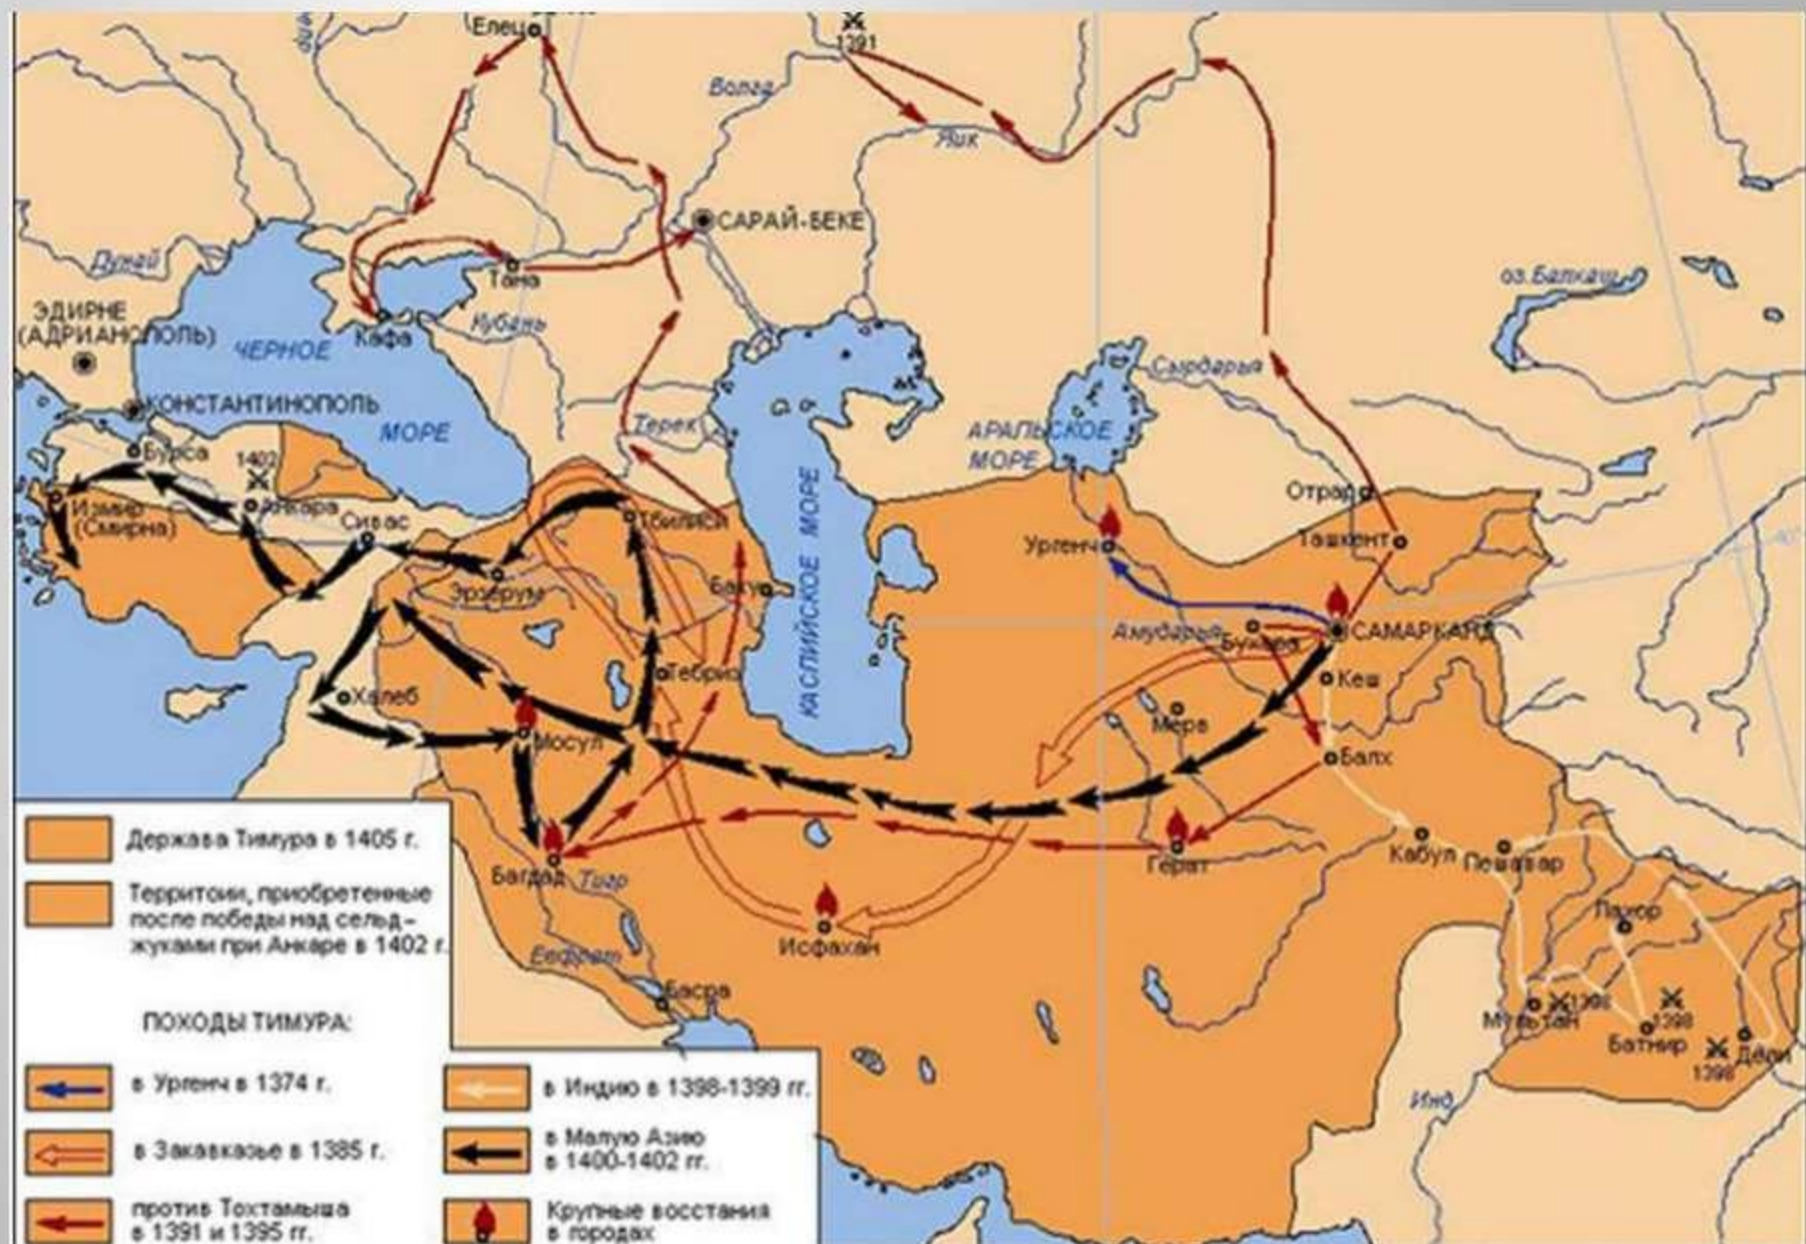 Елец
1391
Волга
Яик
САРАЙ-БЕКЕ
Дунай
Тана
оз.Балкаш
ЭДИРНЕ
(АДРИАНОПОЛЬ)
Кубань
Кафа
ЧЕРНОЕ
МОРЕ
Сырдарья
КОНСТАНТИНОПОЛЬ
Терек
АРАЛЬСКОЕ
МОРЕ
Бурса
1402
КАСПИЙСКОЕ МОРЕ
Отрар
Измир
(Смирна)
Анкара
Сивас
Тбилиси
Ургенч
Ташкент
Эрзерум
Баку
Амударья
Бухара
САМАРКАНД
Тебриз
Кеш
Халеб
Мерв
Мосул
Балх
Герат
Кабул
Пешавар
Багдад
Тигр
Лахор
Исфахан
Евфрат
Басра
Мультан
1398
1398
Батнир
1398
Дели
Инд
Держава Тимура в 1405 г.
Территоии, приобретенные
после победы над сельд-
жуками при Анкаре в 1402 г.
ПОХОДЫ ТИМУРА:
в Ургенч в 1374 г.
в Закавказье в 1385 г.
против Тохтамыша
в 1391 и 1395 гг.
в Индию в 1398-1399 гг.
в Малую Азию
в 1400-1402 гг.
Крупные восстания
в городах